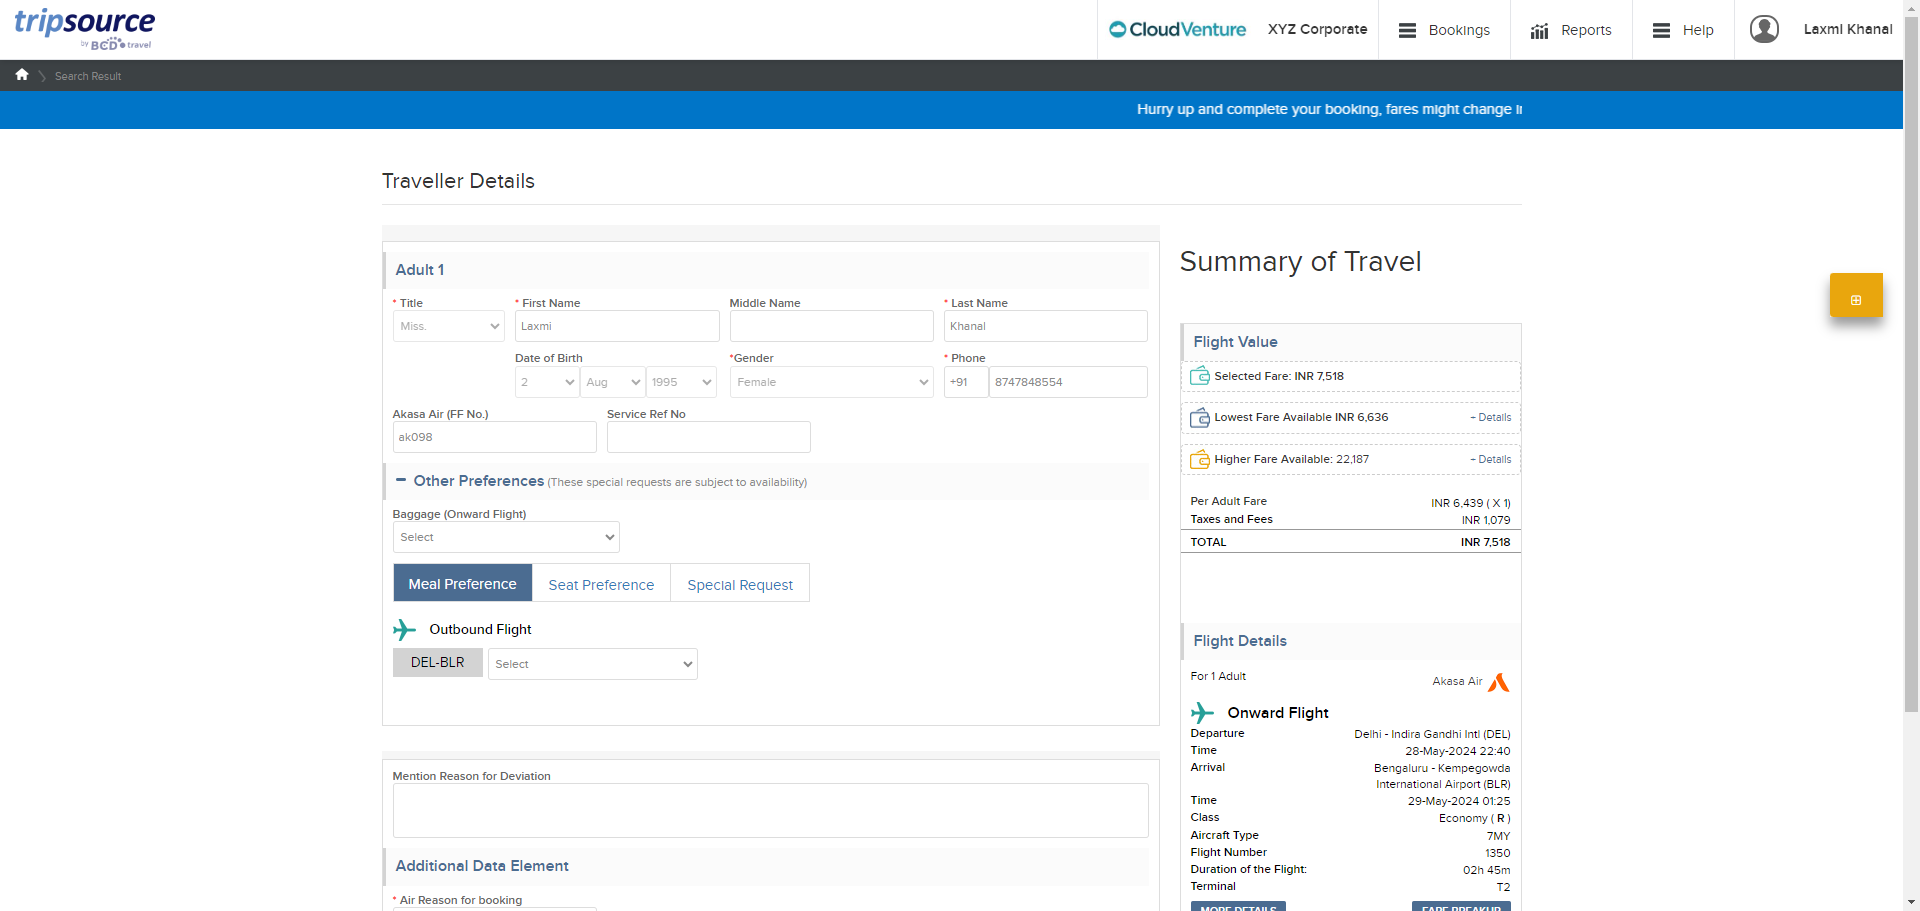 tripsource
by BCD travel
CloudVenture
XYZ Corporate
Bookings
Reports
Help
Laxmi Khanal
Search Result
Hurry up and complete your booking, fares might change
Traveller Details
Adult 1
* Title
* First Name
Middle Name
* Last Name
Miss.
Laxmi
Khanal
Date of Birth
*Gender
* Phone
2
Aug
1995
Female
+91
8747848554
Akasa Air (FF No.)
Service Ref No
ak098
Other Preferences (These special requests are subject to availability)
Baggage (Onward Flight)
Select
Meal Preference
Seat Preference
Special Request
Outbound Flight
DEL-BLR
Select
Mention Reason for Deviation
Additional Data Element
* Air Reason for booking
Summary of Travel
Flight Value
Selected Fare: INR 7,518
Lowest Fare Available INR 6,636
+ Details
Higher Fare Available: 22,187
+ Details
Per Adult Fare
INR 6,439 ( X 1)
Taxes and Fees
INR 1,079
TOTAL
INR 7,518
Flight Details
For 1 Adult
Akasa Air
Onward Flight
Departure
Delhi - Indira Gandhi Intl (DEL)
Time
28-May-2024 22:40
Arrival
Bengaluru - Kempegowda
International Airport (BLR)
Time
29-May-2024 01:25
Class
Economy ( R )
Aircraft Type
7MY
Flight Number
1350
Duration of the Flight:
02h 45m
Terminal
T2
MORE DETAILS
FARE BREAKUP